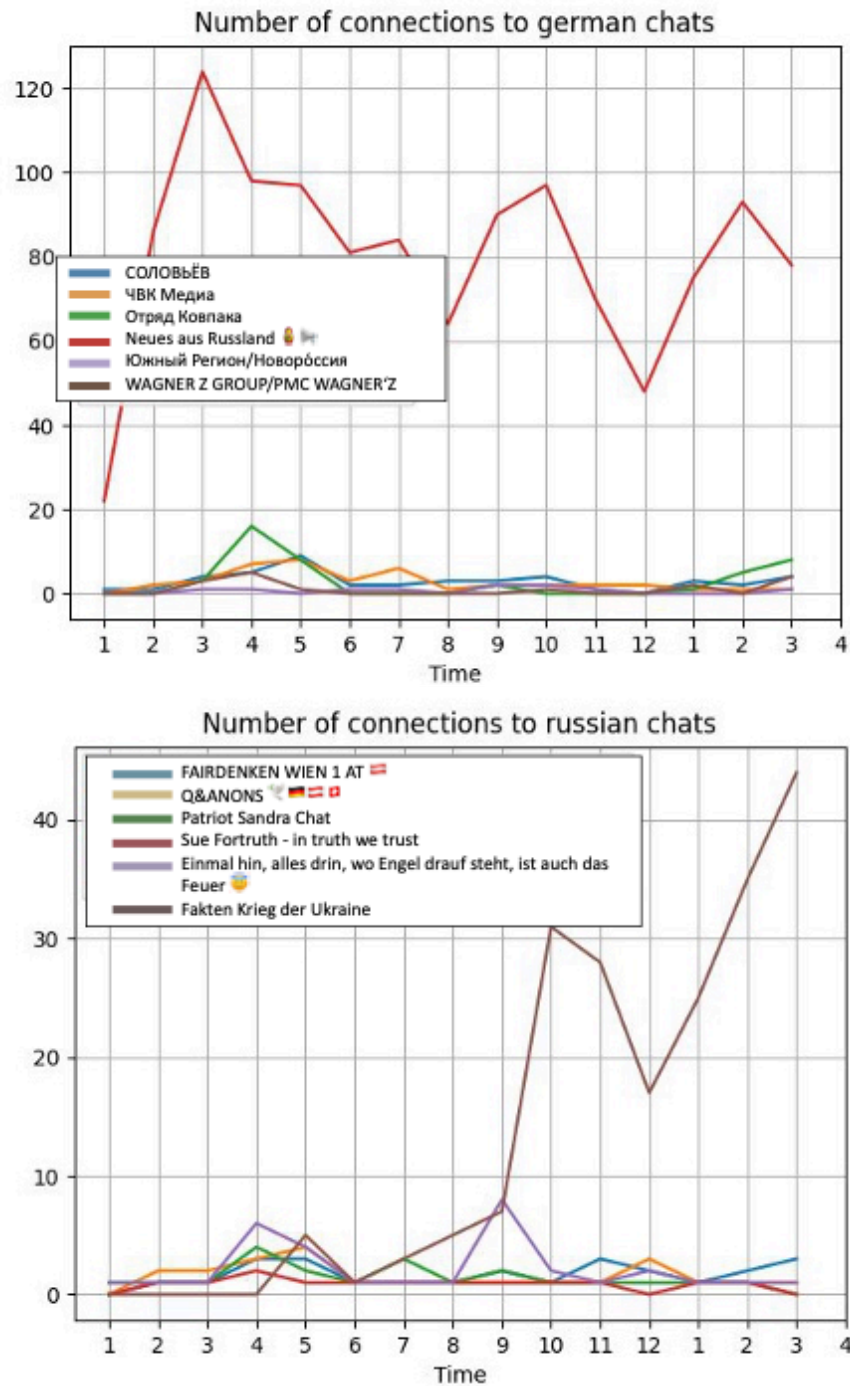 Number of connections to german chats
120
100
80
60
40
20
0
СОЛОВЬЁВ
ЧВК Медиа
Отряд Ковпака
Neues aus Russland 🪆🐏
Южный Регион/Новоро́ссия
WAGNER Z GROUP/PMC WAGNER'Z
1 2 3 4 5 6 7 8 9 10 11 12 1 2 3 4
Time
Number of connections to russian chats
40
30
20
10
0
FAIRDENKEN WIEN 1 AT 🇦🇹
Q&ANONS 🕊🇩🇪🇦🇹🇨🇭
Patriot Sandra Chat
Sue Fortruth - in truth we trust
Einmal hin, alles drin, wo Engel drauf steht, ist auch das
Feuer 😇
Fakten Krieg der Ukraine
1 2 3 4 5 6 7 8 9 10 11 12 1 2 3 4
Time